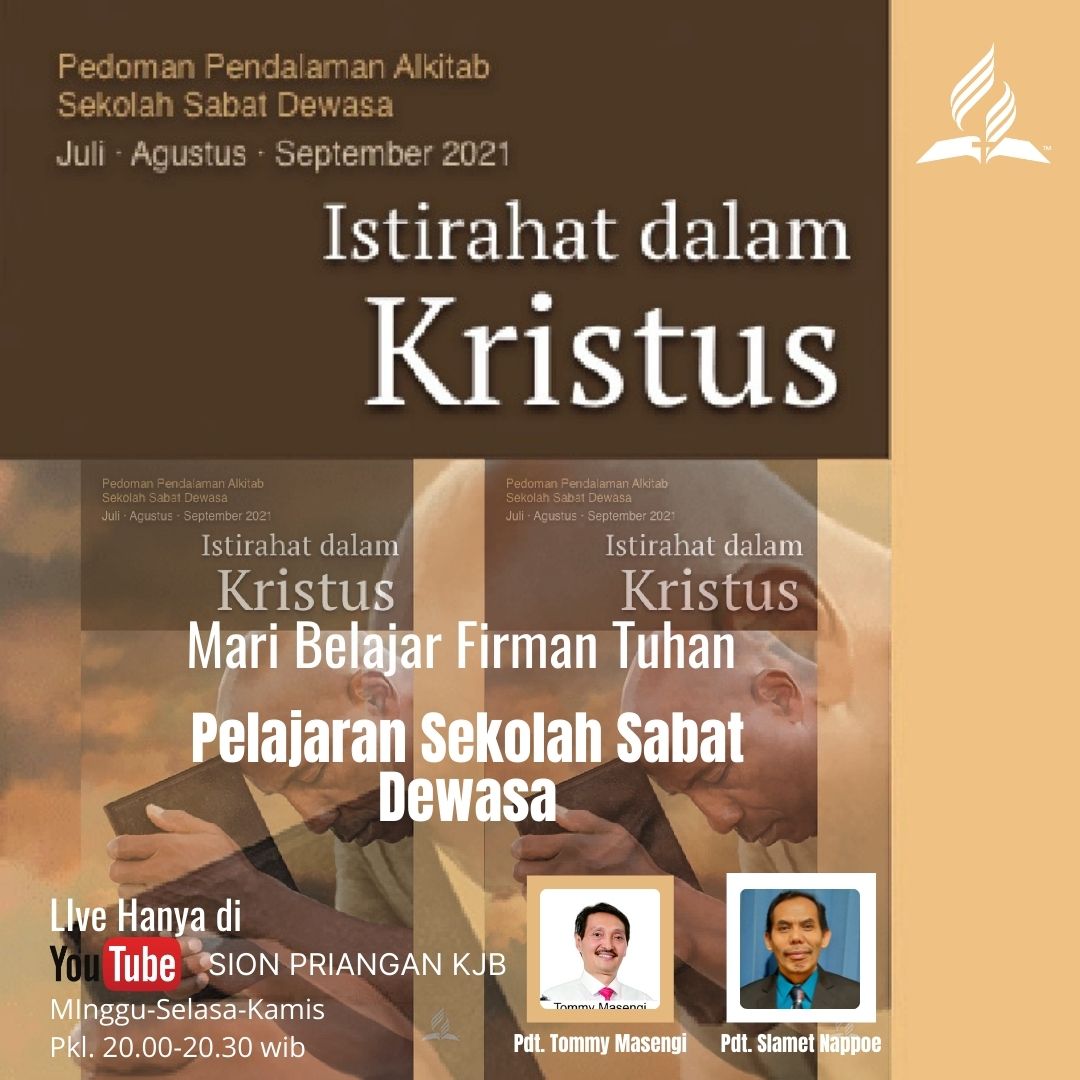 Pedoman Pendalaman Alkitab
Sekolah Sabat Dewasa
Juli · Agustus · September 2021
Istirahat dalam
Kristus
Pedoman Pendalaman Alkitab
Sekolah Sabat Dewasa
Juli · Agustus · September 2021
Istirahat dalam
Kristus
Pedoman Pendalaman Alkitab
Sekolah Sabat Dewasa
Juli · Agustus · September 2021
Istirahat dalam
Kristus
Mari Belajar Firman Tuhan
Pelajaran Sekolah Sabat
Dewasa
LIve Hanya di
YouTube SION PRIANGAN KJB
MInggu-Selasa-Kamis
Pkl. 20.00-20.30 wib
Tommy Masengi
Pdt. Tommy Masengi
Pdt. Slamet Nappoe
TM